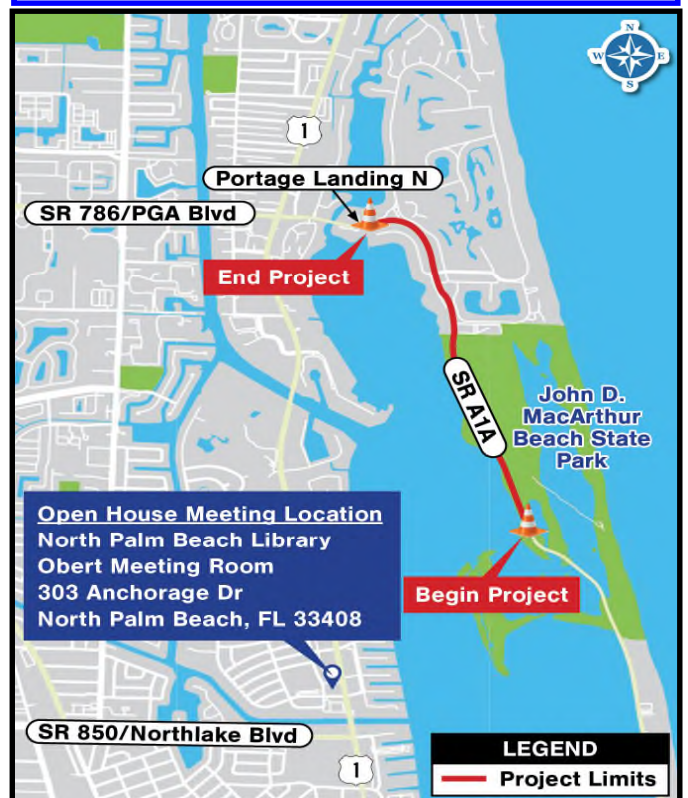 N
W E
S
1
Portage Landing N
SR 786/PGA Blvd
End Project
SR A1A
John D.
MacArthur
Beach State
Park
Open House Meeting Location
North Palm Beach Library
Obert Meeting Room
303 Anchorage Dr
North Palm Beach, FL 33408
Begin Project
SR 850/Northlake Blvd
1
LEGEND
Project Limits